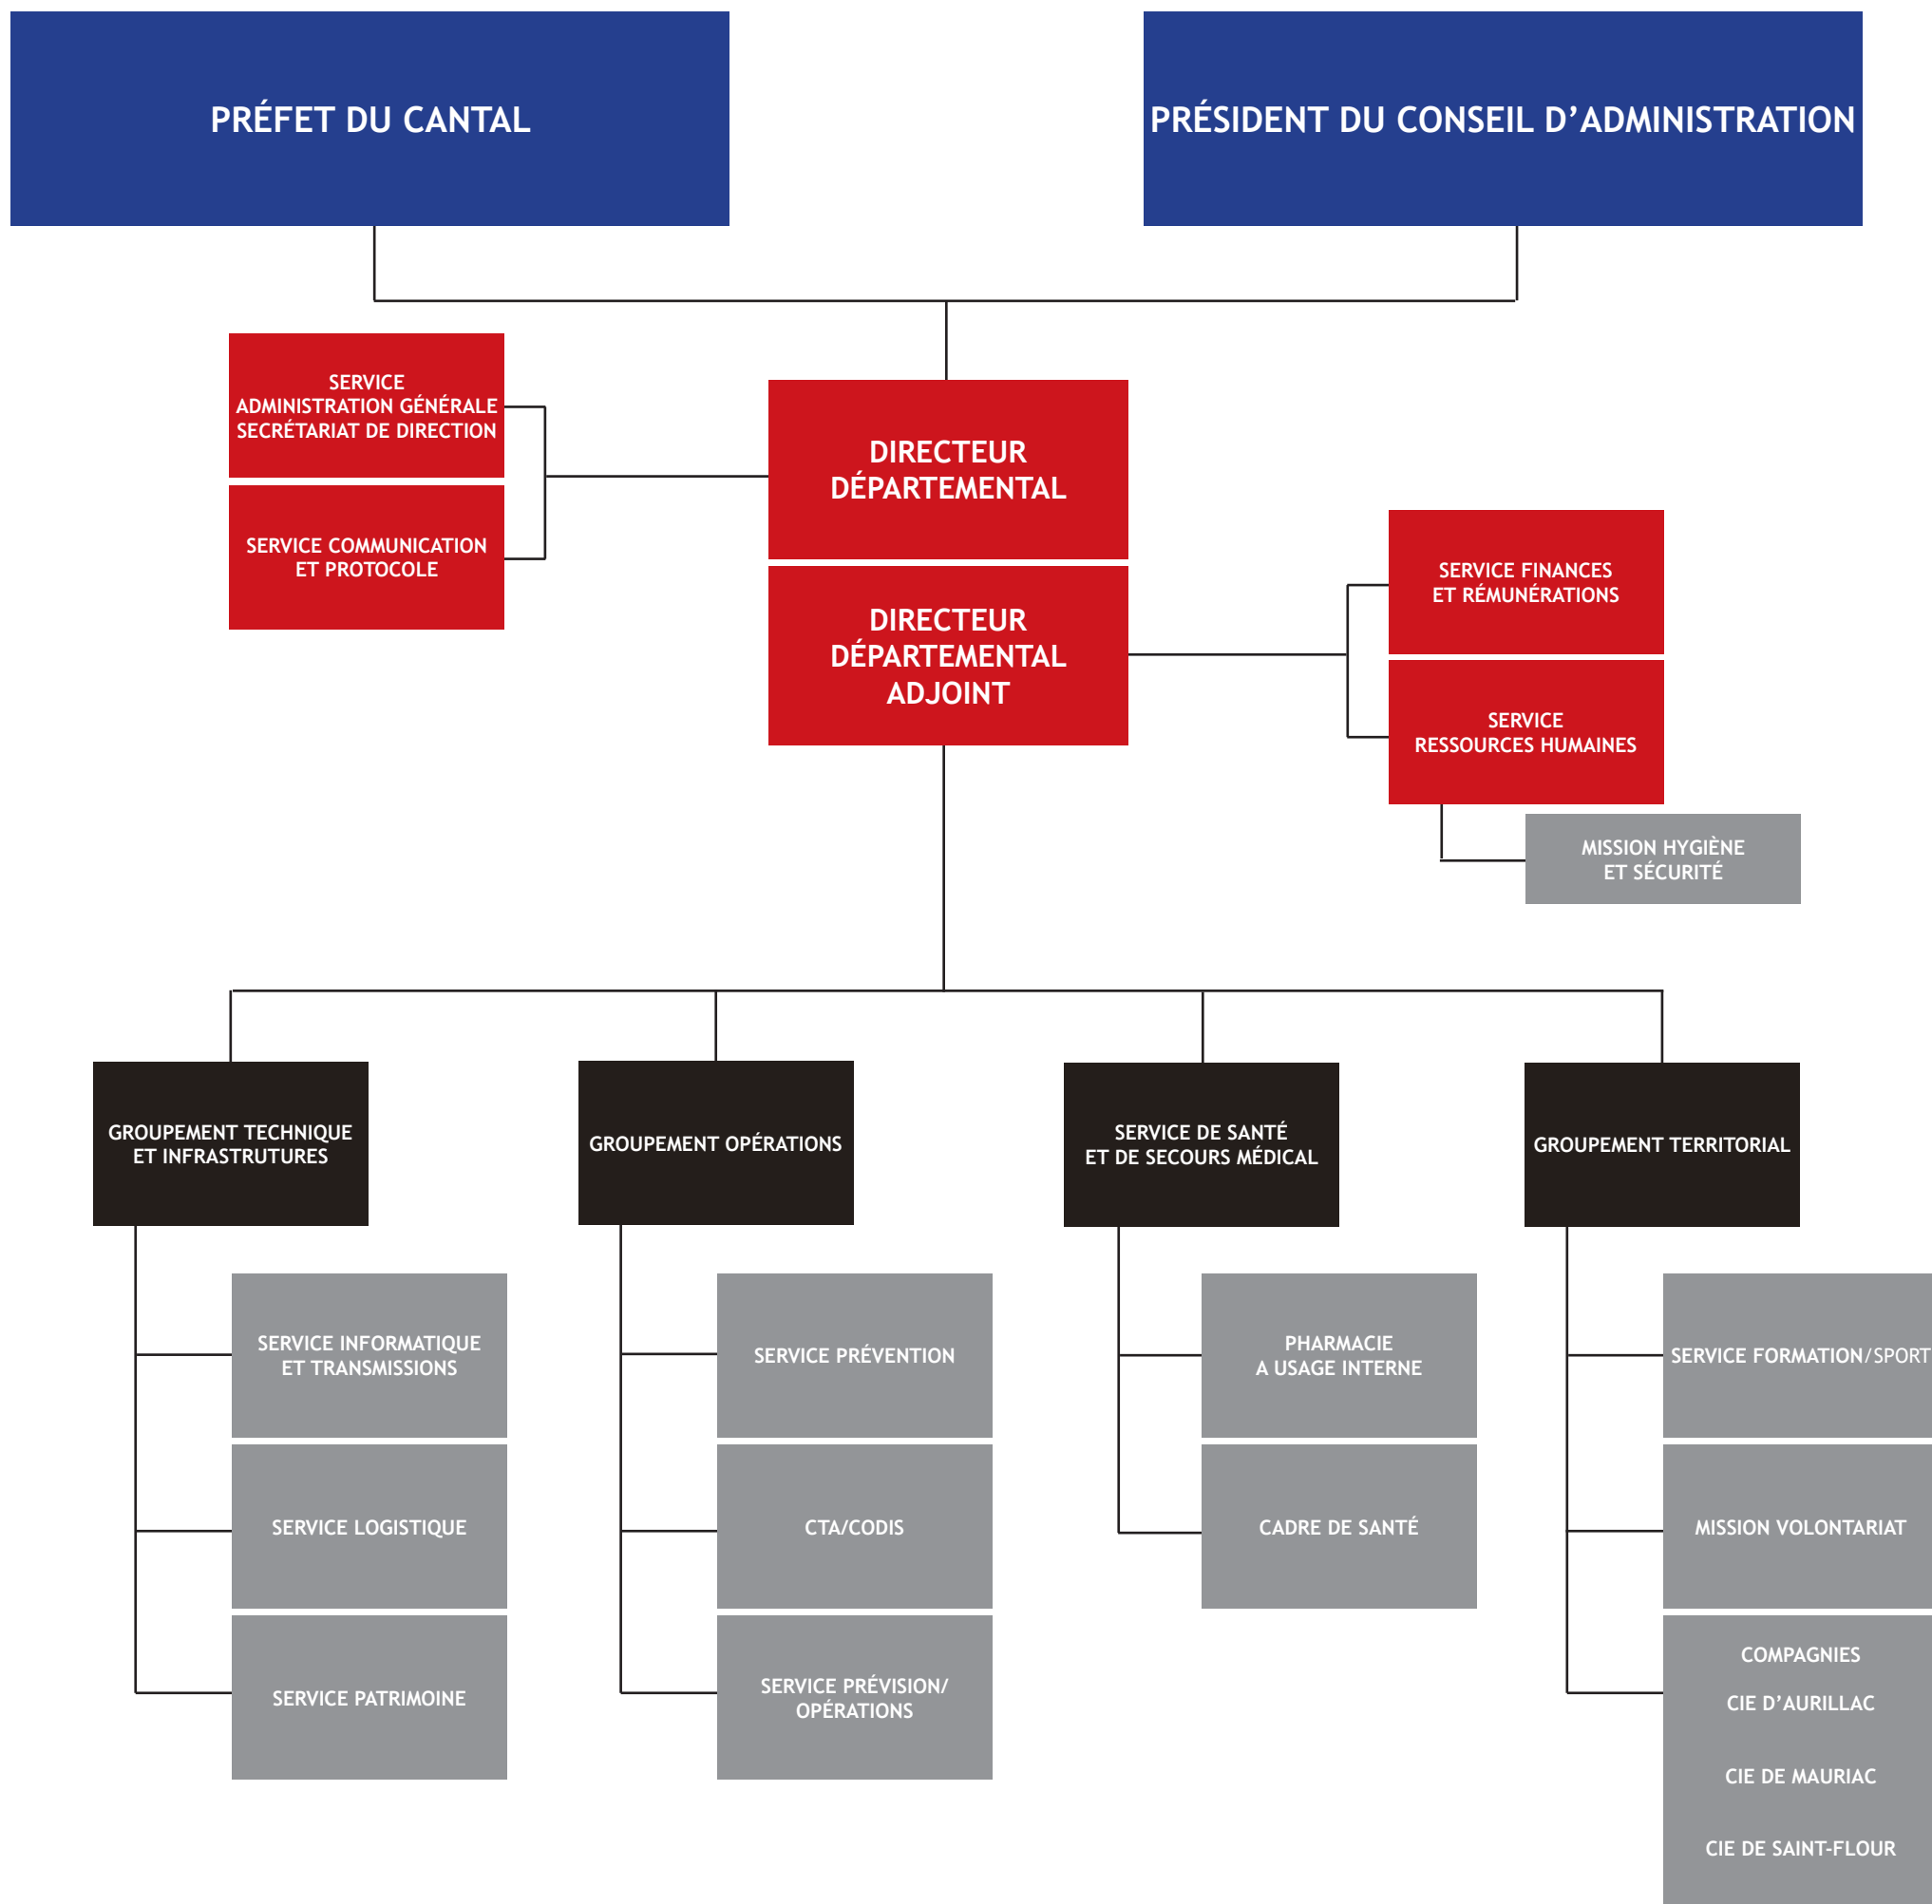 PRÉFET DU CANTAL
PRÉSIDENT DU CONSEIL D’ADMINISTRATION
SERVICE
ADMINISTRATION GÉNÉRALE
SECRÉTARIAT DE DIRECTION
SERVICE COMMUNICATION
ET PROTOCOLE
DIRECTEUR
DÉPARTEMENTAL
DIRECTEUR
DÉPARTEMENTAL
ADJOINT
SERVICE FINANCES
ET RÉMUNÉRATIONS
SERVICE
RESSOURCES HUMAINES
MISSION HYGIÈNE
ET SÉCURITÉ
GROUPEMENT TECHNIQUE
ET INFRASTRUTURES
SERVICE INFORMATIQUE
ET TRANSMISSIONS
SERVICE LOGISTIQUE
SERVICE PATRIMOINE
GROUPEMENT OPÉRATIONS
SERVICE PRÉVENTION
CTA/CODIS
SERVICE PRÉVISION/
OPÉRATIONS
SERVICE DE SANTÉ
ET DE SECOURS MÉDICAL
PHARMACIE
A USAGE INTERNE
CADRE DE SANTÉ
GROUPEMENT TERRITORIAL
SERVICE FORMATION/SPORT
MISSION VOLONTARIAT
COMPAGNIES
CIE D’AURILLAC
CIE DE MAURIAC
CIE DE SAINT-FLOUR